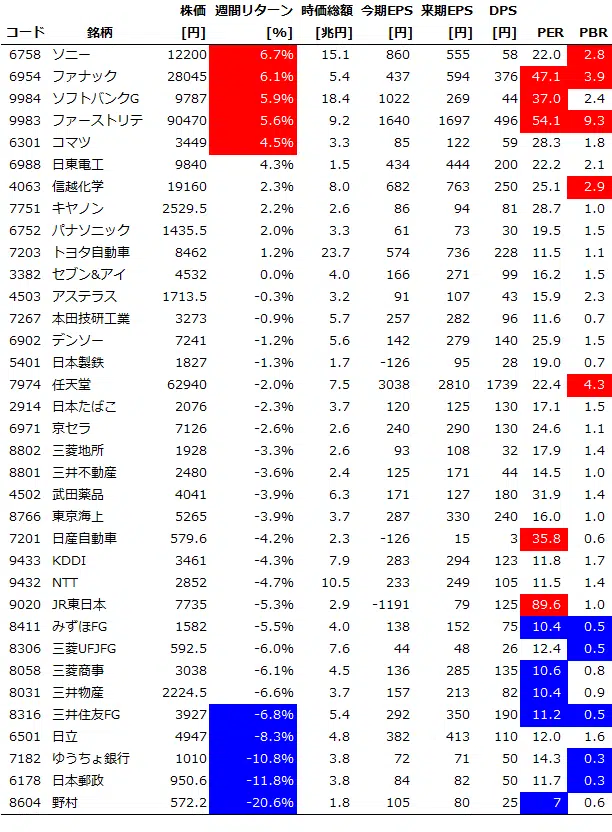 株価 週間リターン 時価総額 今期EPS 来期EPS DPS
コード 銘柄 [円] [%] [兆円] [円] [円] [円] PER PBR
6758 ソニー 12200 6.7% 15.1 860 555 58 22.0 2.8
6954 ファナック 28045 6.1% 5.4 437 594 376 47.1 3.9
9984 ソフトバンクG 9787 5.9% 18.4 1022 269 44 37.0 2.4
9983 ファーストリテ 90470 5.6% 9.2 1640 1697 496 54.1 9.3
6301 コマツ 3449 4.5% 3.3 85 122 59 28.3 1.8
6988 日東電工 9840 4.3% 1.5 434 444 200 22.2 2.1
4063 信越化学 19160 2.3% 8.0 682 763 250 25.1 2.9
7751 キヤノン 2529.5 2.2% 2.6 86 94 81 28.7 1.0
6752 パナソニック 1435.5 2.0% 3.3 61 73 30 19.5 1.5
7203 トヨタ自動車 8462 1.2% 23.7 574 736 228 11.5 1.1
3382 セブン&アイ 4532 0.0% 4.0 166 271 99 16.2 1.5
4503 アステラス 1713.5 -0.3% 3.2 91 107 43 15.9 2.3
7267 本田技研工業 3273 -0.9% 5.7 257 282 96 11.6 0.7
6902 デンソー 7241 -1.2% 5.6 142 279 140 25.9 1.5
5401 日本製鉄 1827 -1.3% 1.7 -126 95 28 19.0 0.7
7974 任天堂 62940 -2.0% 7.5 3038 2810 1739 22.4 4.3
2914 日本たばこ 2076 -2.3% 3.7 120 125 130 17.1 1.5
6971 京セラ 7126 -2.6% 2.6 240 290 130 24.6 1.1
8802 三菱地所 1928 -3.3% 2.6 93 108 32 17.9 1.4
8801 三井不動産 2480 -3.6% 2.4 125 171 44 14.5 1.0
4502 武田薬品 4041 -3.9% 6.3 171 127 180 31.9 1.4
8766 東京海上 5265 -3.9% 3.7 287 330 240 16.0 1.0
7201 日産自動車 579.6 -4.2% 2.3 -126 15 3 35.8 0.6
9433 KDDI 3461 -4.3% 7.9 283 294 123 11.8 1.7
9432 NTT 2852 -4.7% 10.5 233 249 105 11.5 1.4
9020 JR東日本 7735 -5.3% 2.9 -1191 79 125 89.6 1.0
8411 みずほFG 1582 -5.5% 4.0 138 152 75 10.4 0.5
8306 三菱UFJFG 592.5 -6.0% 7.6 44 48 26 12.4 0.5
8058 三菱商事 3038 -6.1% 4.5 136 285 135 10.6 0.8
8031 三井物産 2224.5 -6.6% 3.7 157 213 82 10.4 0.9
8316 三井住友FG 3927 -6.8% 5.4 292 350 190 11.2 0.5
6501 日立 4947 -8.3% 4.8 382 413 110 12.0 1.6
7182 ゆうちょ銀行 1010 -10.8% 3.8 72 71 50 14.3 0.3
6178 日本郵政 950.6 -11.8% 3.8 84 82 50 11.7 0.3
8604 野村 572.2 -20.6% 1.8 105 80 25 7 0.6